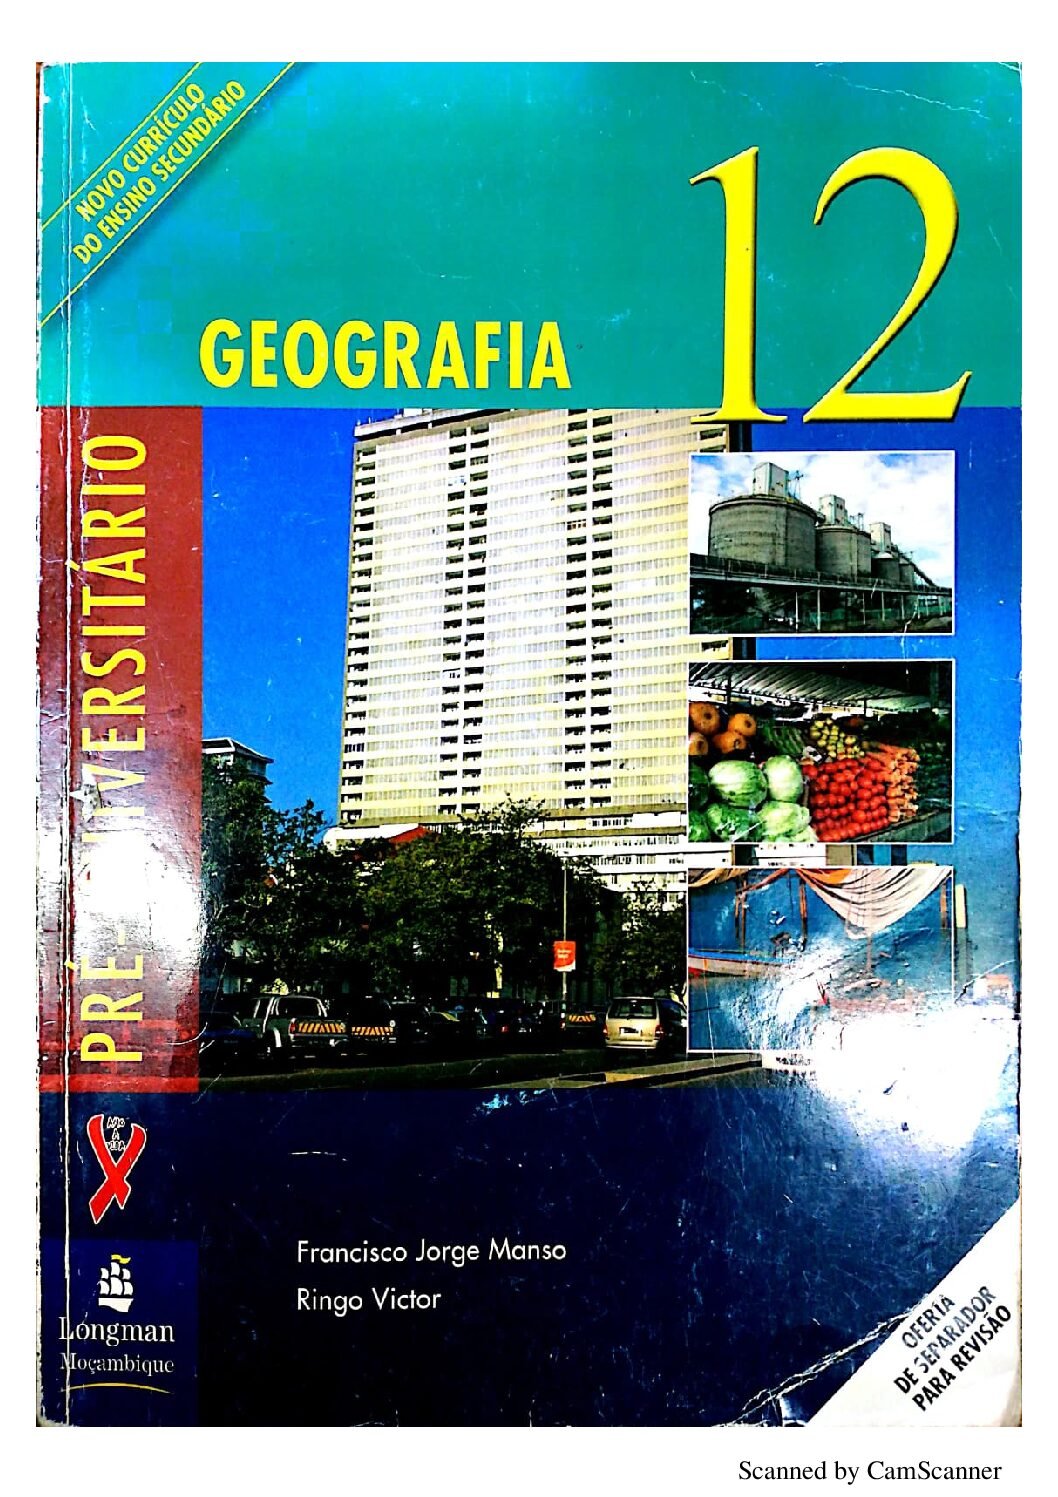 NOVO CURRÍCULO
DO ENSINO SECUNDÁRIO
12
GEOGRAFIA
PRÉ- IVERSITÁRIO
Francisco Jorge Manso
Ringo Victor
Longman
Moçambique
OFERTA
DE SEPARADOR
PARA REVISÃO
Scanned by CamScanner